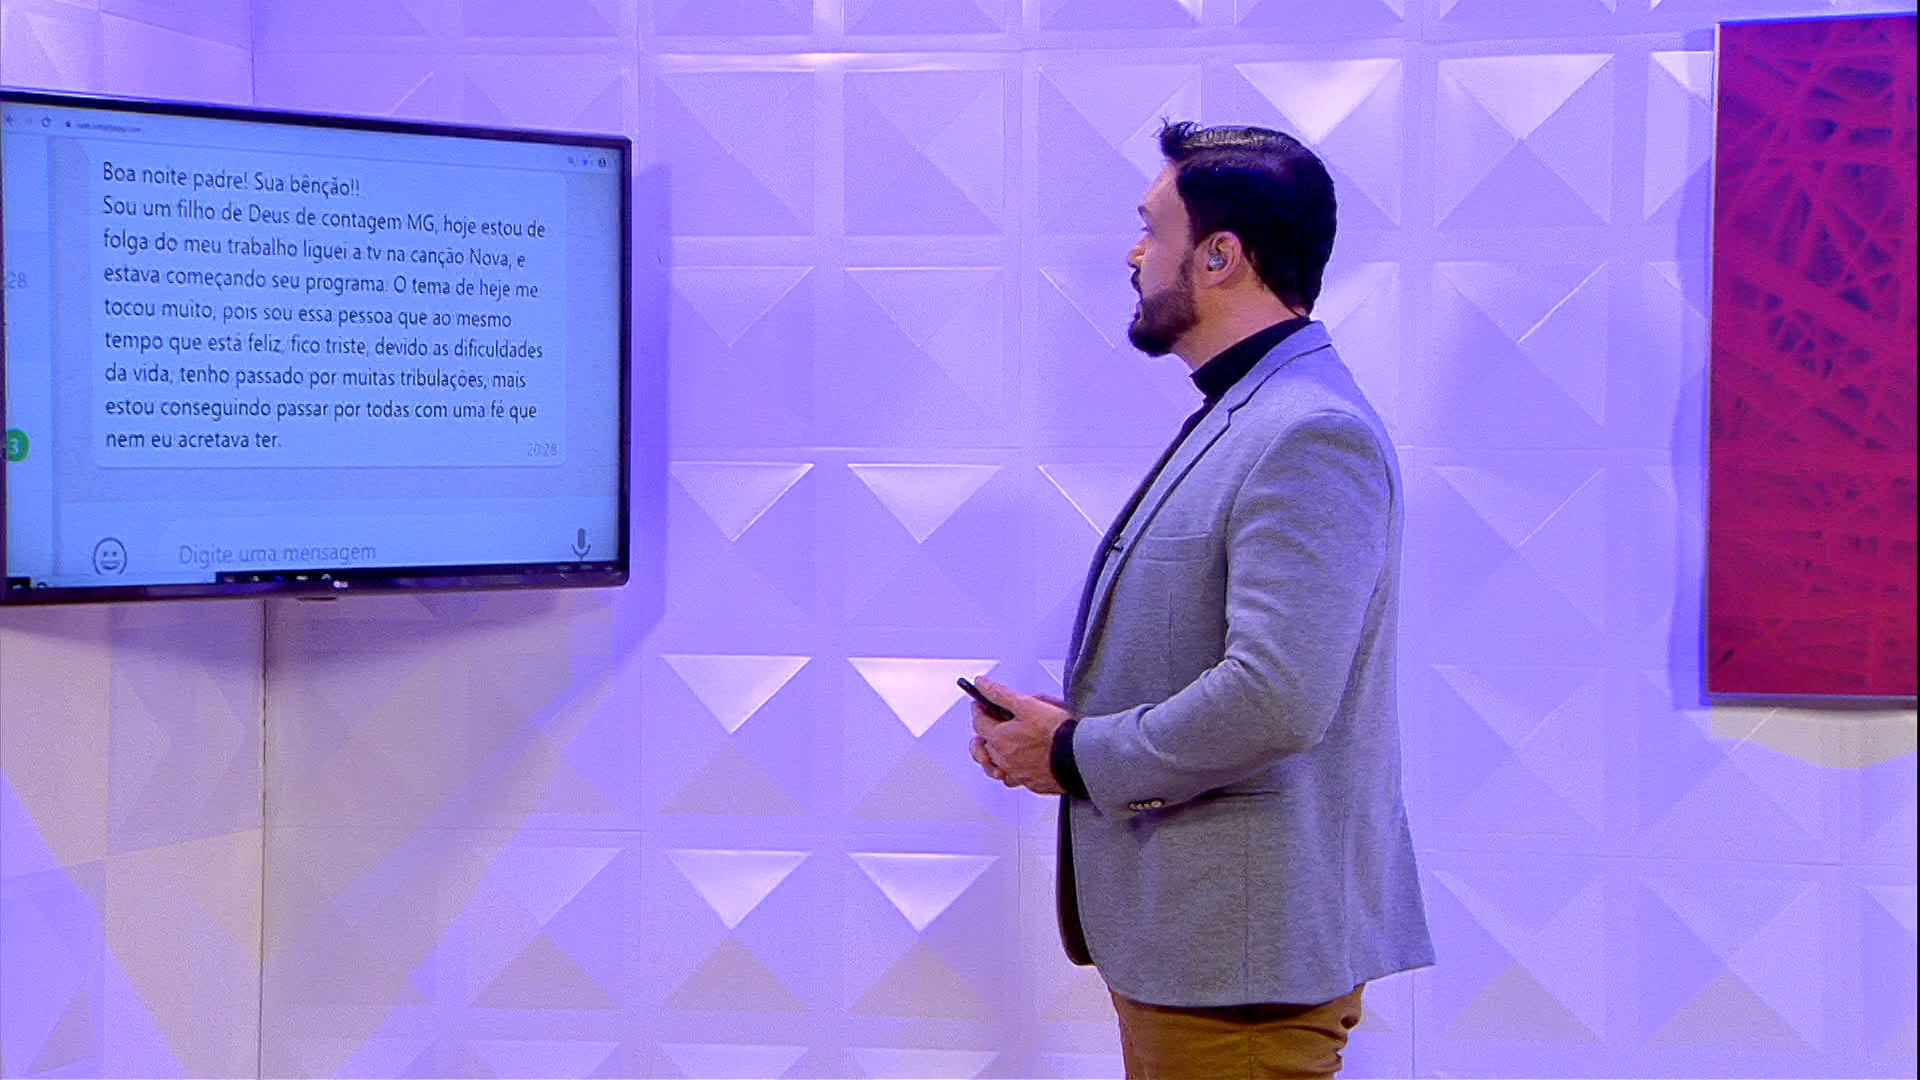 Boa noite padre! Sua bênção!!
Sou um filho de Deus de contagem MG, hoje estou de
folga do meu trabalho liguei a tv na canção Nova, e
estava começando seu programa. O tema de heje me
tocou muito, pois sou essa pessoa que ao mesmo
tempo que está feliz, fico triste, devido as dificuldades
da vida, tenho passado por muitas tribulações, mais
estou conseguindo passar por todas com uma fé que
nem eu acretava ter.
20:28
:28
3
Digite uma mensagem
LG